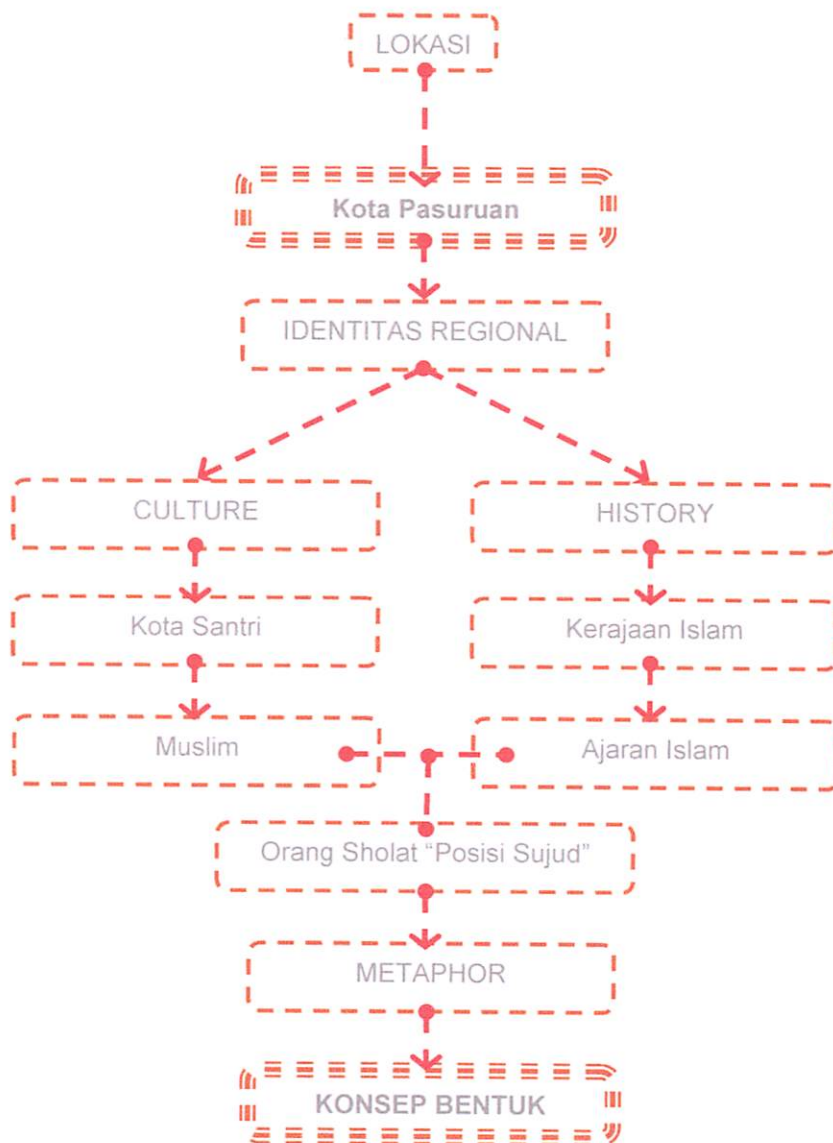 LOKASI
Kota Pasuruan
IDENTITAS REGIONAL
CULTURE
HISTORY
Kota Santri
Kerajaan Islam
Muslim
Ajaran Islam
Orang Sholat “Posisi Sujud”
METAPHOR
KONSEP BENTUK